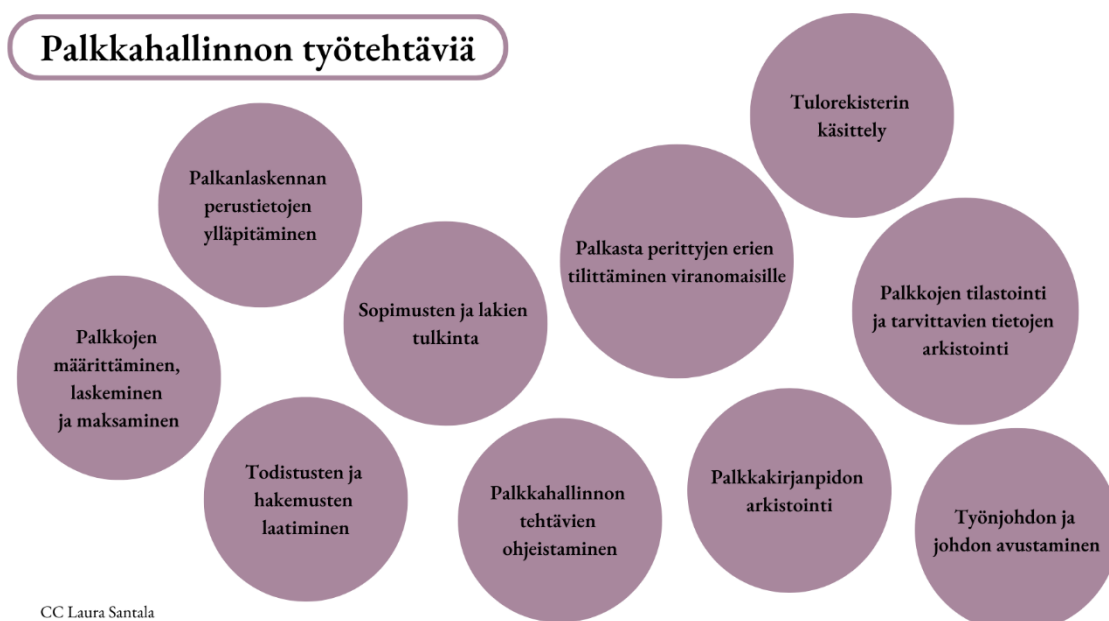 Palkkahallinnon työtehtäviä
Tulorekisterin
käsittely
Palkanlaskennan
perustietojen
ylläpitäminen
Palkasta perittyjen erien
tilittäminen viranomaisille
Sopimusten ja lakien
tulkinta
Palkkojen tilastointi
ja tarvittavien tietojen
arkistointi
Palkkojen
määrittäminen,
laskeminen
ja maksaminen
Todistusten ja
hakemusten
laatiminen
Palkkahallinnon
tehtävien
ohjeistaminen
Palkkakirjanpidon
arkistointi
Työnjohdon ja
johdon avustaminen
CC Laura Santala